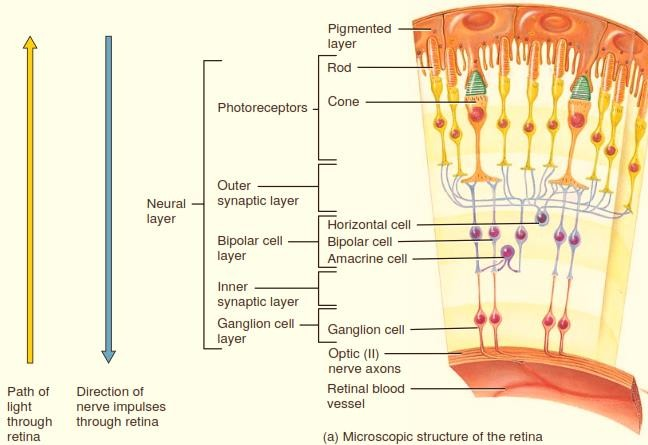 Pigmented
layer
Rod
Photoreceptors
Cone
Neural
layer
Outer
synaptic layer
Horizontal cell
Bipolar cell
layer
Bipolar cell
Amacrine cell
Inner
synaptic layer
Ganglion cell
layer
Ganglion cell
Optic (II)
nerve axons
Retinal blood
vessel
Path of
light
through
retina
Direction of
nerve impulses
through retina
(a) Microscopic structure of the retina